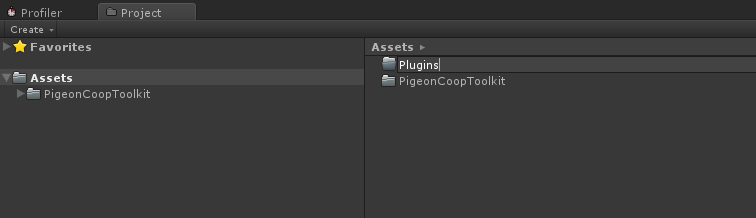 Profiler
Project
Create
Favorites
Assets
PigeonCoopToolkit
Assets
Plugins
PigeonCoopToolkit